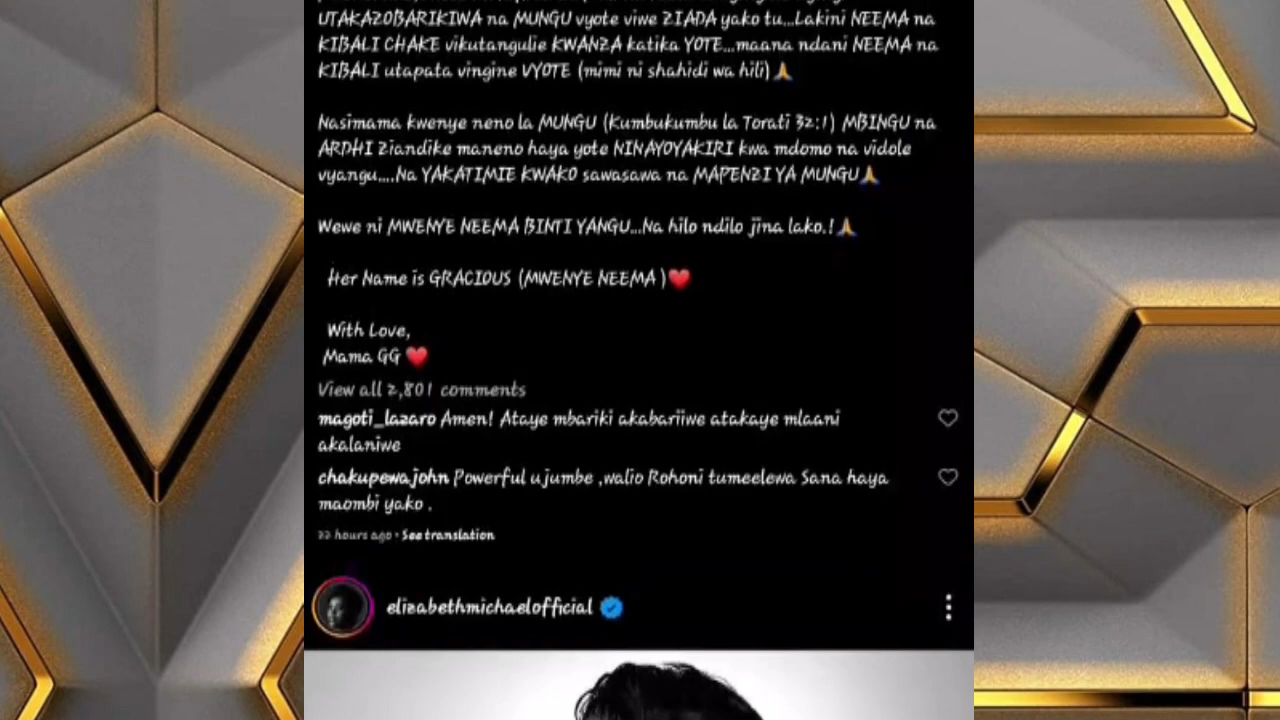 UTAKAZOBARIKIWA na MUNGU vyote viwe ZIADA yako tu...Lakini NEEMA na
KIBALI CHAKE vikutangulie KWANZA katika YOTE...maana ndani NEEMA na
KIBALI utapata vingine VYOTE (mimi ni shahidi wa hili)🙏
Nasimama kwenye neno la MUNGU (Kumbukumbu la Torati 32:1) MBINGU na
ARDHI Ziandike maneno haya yote NINAYOYAKIRI kwa mdomo na vidole
vyangu....Na YAKATIMIE KWAKO sawasawa na MAPENZI YA MUNGU🙏
Wewe ni MWENYE NEEMA BINTI YANGU...Na hilo ndilo jina lako.!🙏
Her Name is GRACIOUS (MWENYE NEEMA )❤️
With Love,
Mama GG ❤️
View all 2,801 comments
magoti_lazaro Amen! Ataye mbariki akabariiwe atakaye mlaani
akalaniwe
chakupewajohn Powerful ujumbe ,walio Rohoni tumeelewa Sana haya
maombi yako .
22 hours ago • See translation
elizabethmichaelofficial